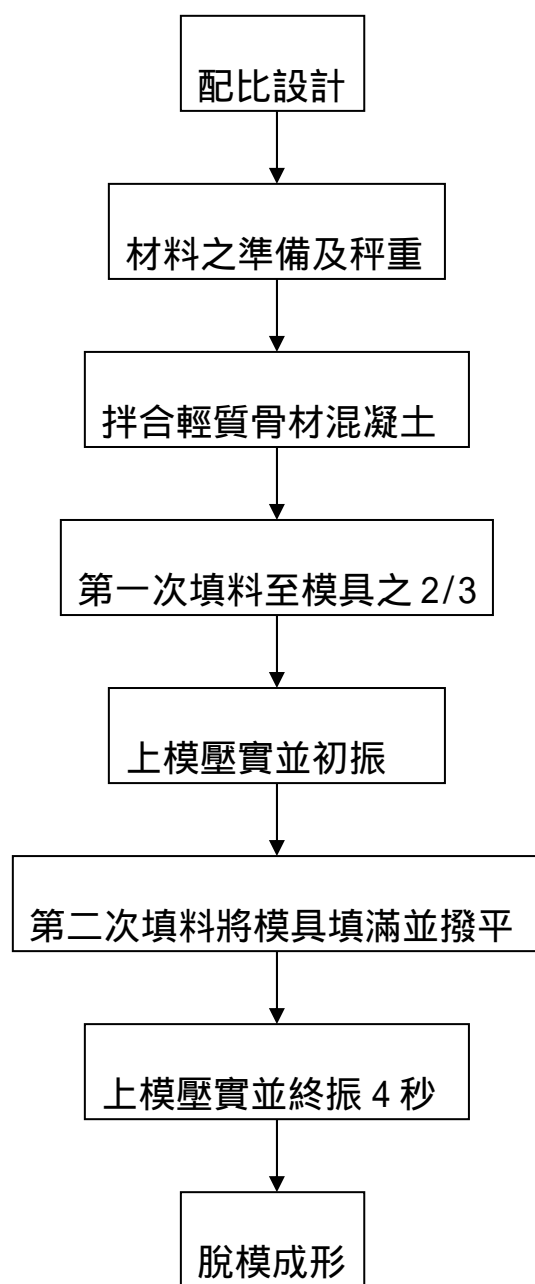 配比設計
材料之準備及秤重
拌合輕質骨材混凝土
第一次填料至模具之 2/3
上模壓實並初振
第二次填料將模具填滿並撥平
上模壓實並終振 4 秒
脫模成形